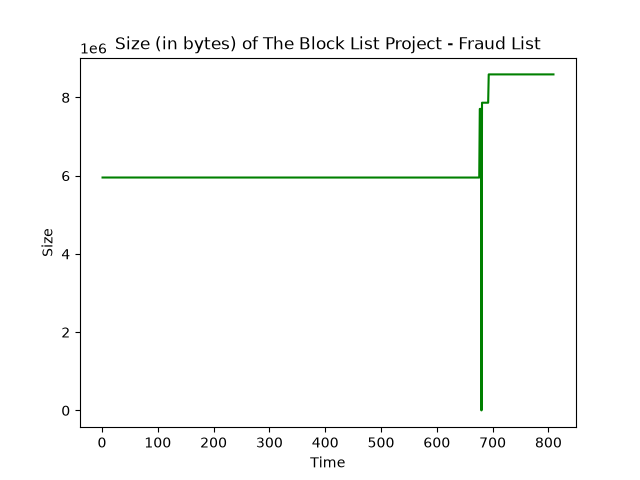 Size (in bytes) of The Block List Project - Fraud List
1e6
8
6
4
2
0
Size
0 100 200 300 400 500 600 700 800
Time